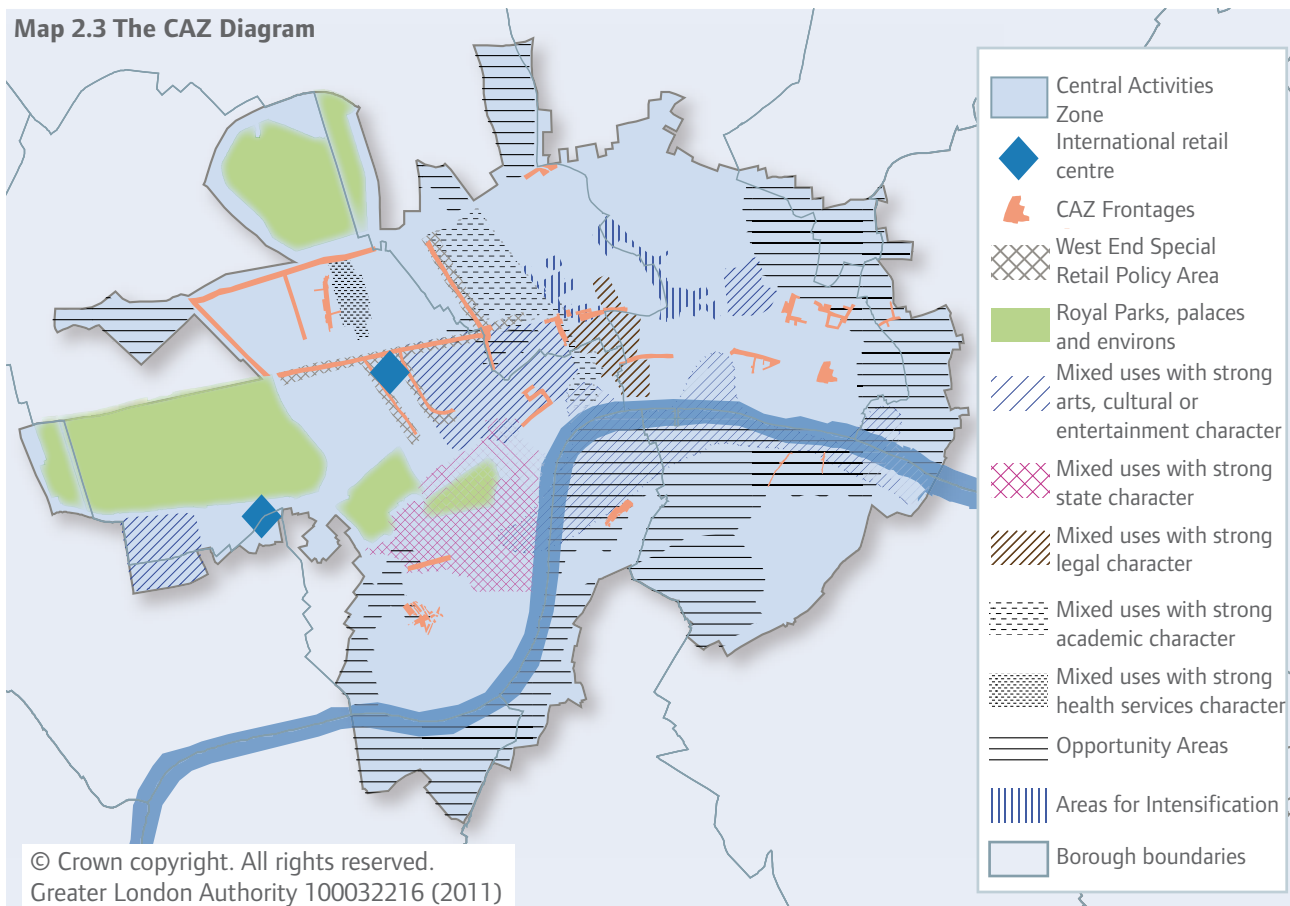 Map 2.3 The CAZ Diagram
Central Activities
Zone
International retail
centre
CAZ Frontages
West End Special
Retail Policy Area
Royal Parks, palaces
and environs
Mixed uses with strong
arts, cultural or
entertainment character
Mixed uses with strong
state character
Mixed uses with strong
legal character
Mixed uses with strong
academic character
Mixed uses with strong
health services character
Opportunity Areas
Areas for Intensification
Borough boundaries
© Crown copyright. All rights reserved.
Greater London Authority 100032216 (2011)